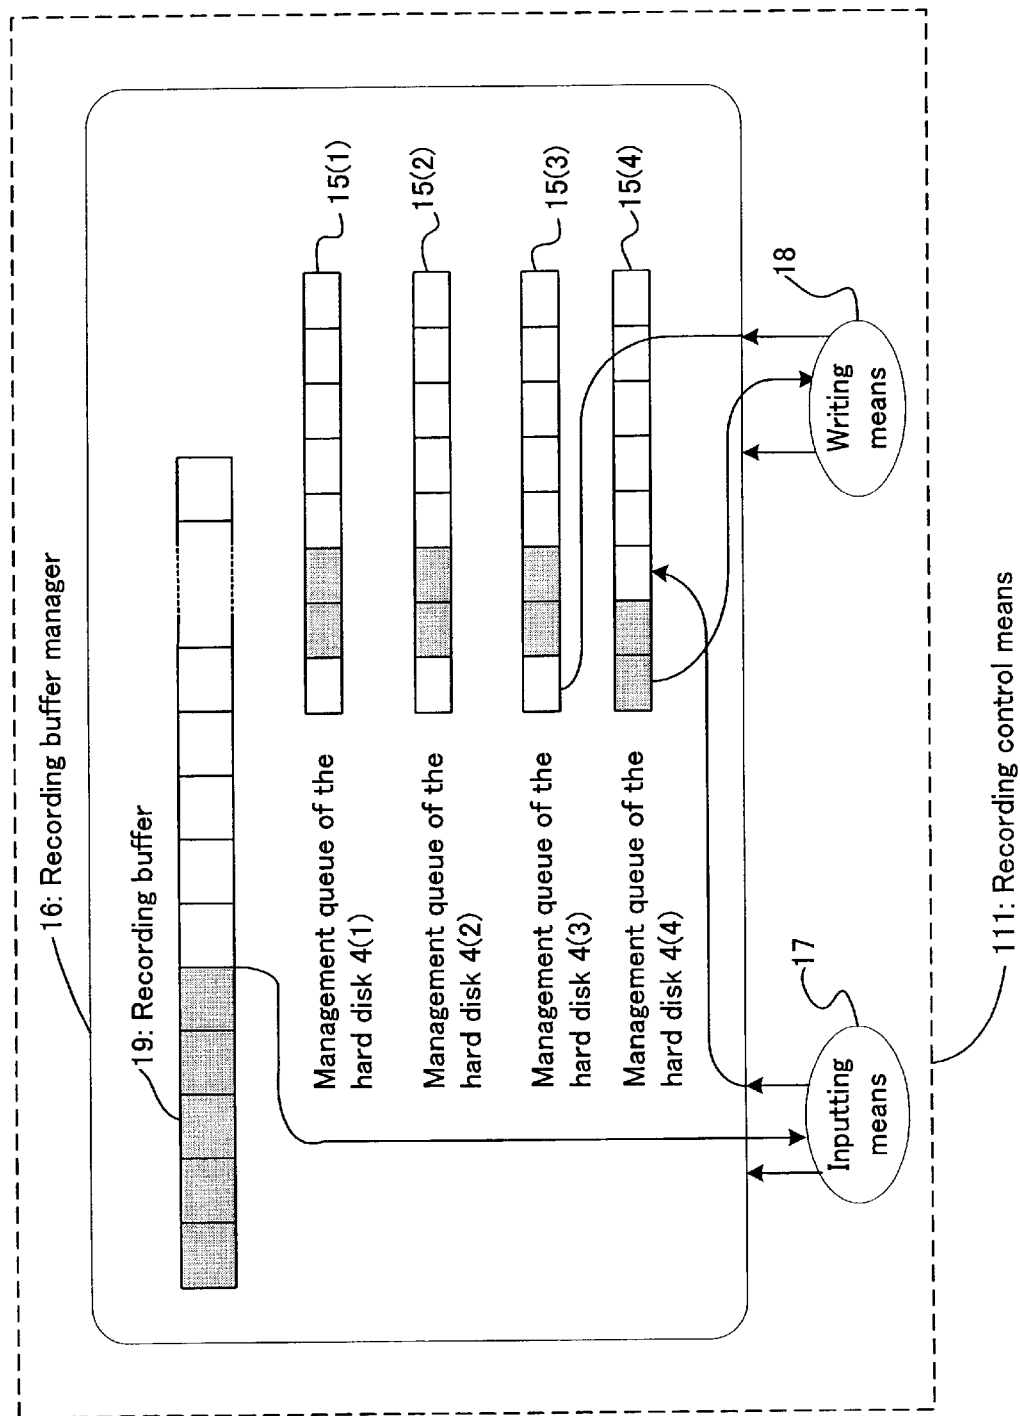 16: Recording buffer manager
19: Recording buffer
Management queue of the
hard disk 4(1)
15(1)
Management queue of the
hard disk 4(2)
15(2)
Management queue of the
hard disk 4(3)
15(3)
Management queue of the
hard disk 4(4)
15(4)
17
Inputting
means
18
Writing
means
111: Recording control means